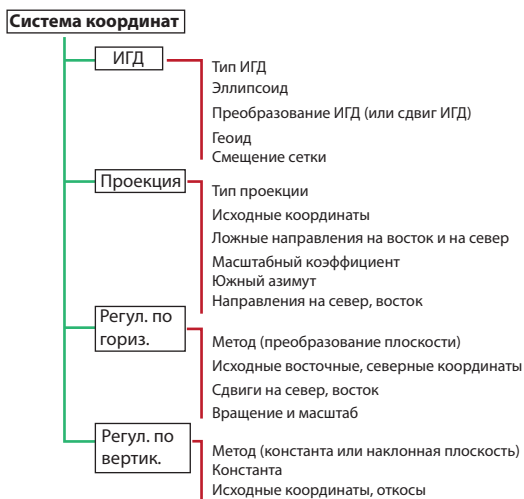 Система координат
ИГД
Тип ИГД
Эллипсоид
Преобразование ИГД (или сдвиг ИГД)
Геоид
Смещение сетки
Проекция
Тип проекции
Исходные координаты
Ложные направления на восток и на север
Масштабный коэффициент
Южный азимут
Направления на север, восток
Регул. по
гориз.
Метод (преобразование плоскости)
Исходные восточные, северные координаты
Сдвиги на север, восток
Вращение и масштаб
Регул. по
вертик.
Метод (константа или наклонная плоскость)
Константа
Исходные координаты, откосы